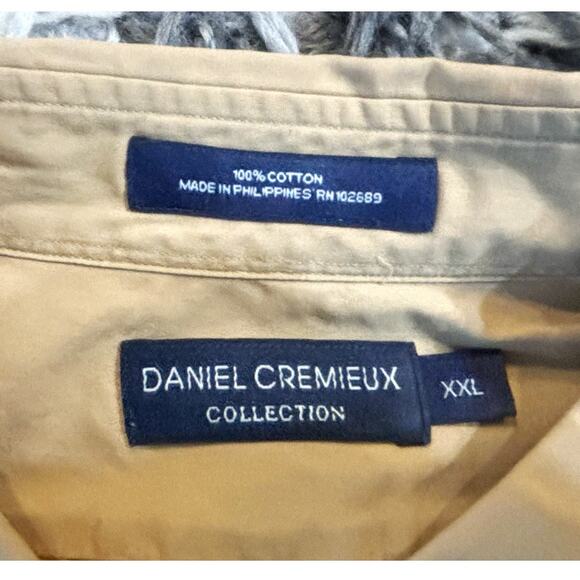 100% COTTON
MADE IN PHILIPPINES RN 102689
DANIEL CREMIEUX
COLLECTION
XXL